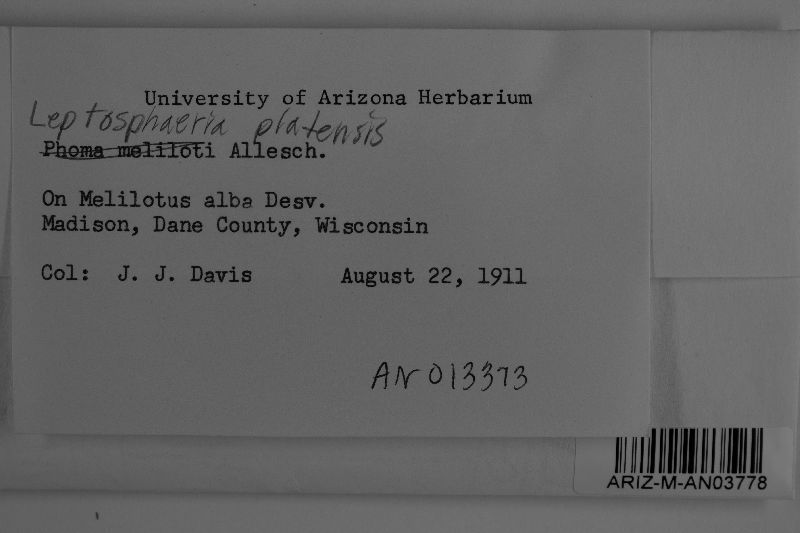 University of Arizona Herbarium
Leptosphaeria platensis
Phoma meliloti Allesch.
On Melilotus alba Desv.
Madison, Dane County, Wisconsin
Col: J. J. Davis August 22, 1911
AN 013373
ARIZ-M-AN03778